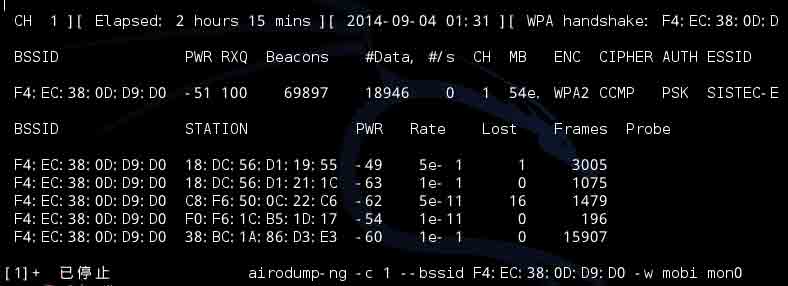 CH 1 ][ Elapsed: 2 hours 15 mins ][ 2014-09-04 01:31 ][ WPA handshake: F4:EC:38:0D:D
BSSID PWR RXQ Beacons #Data, #/s CH MB ENC CIPHER AUTH ESSID
F4:EC:38:0D:D9:D0 -51 100 69897 18946 0 1 54e. WPA2 CCMP PSK SISTEC-E
BSSID STATION PWR Rate Lost Frames Probe
F4:EC:38:0D:D9:D0 18:DC:56:D1:19:55 -49 5e- 1 1 3005
F4:EC:38:0D:D9:D0 18:DC:56:D1:21:1C -63 1e- 1 0 1075
F4:EC:38:0D:D9:D0 C8:F6:50:0C:22:C6 -62 5e-11 16 1479
F4:EC:38:0D:D9:D0 F0:F6:1C:B5:1D:17 -54 1e-11 0 196
F4:EC:38:0D:D9:D0 38:BC:1A:86:D3:E3 -60 1e- 1 0 15907
[1]+ 已停止 airodump-ng -c 1 --bssid F4:EC:38:0D:D9:D0 -w mobi mon0